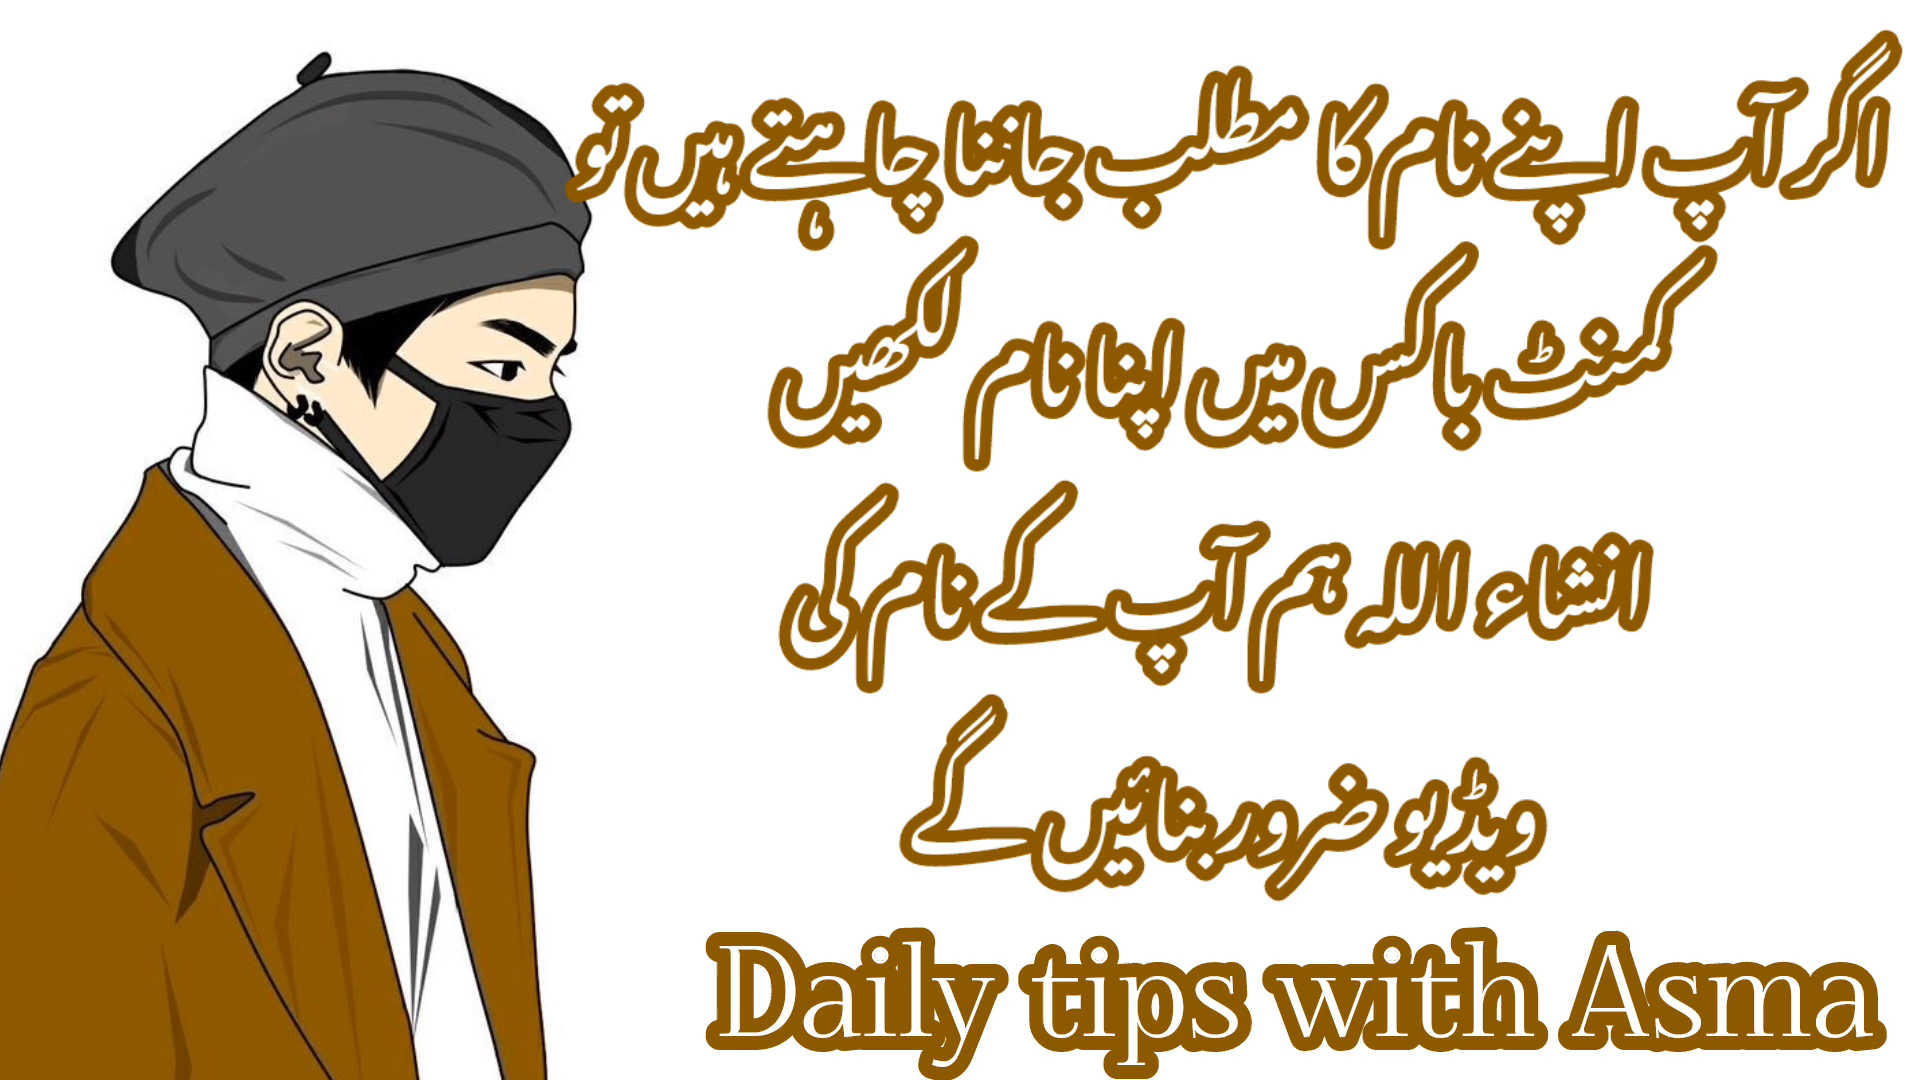 اگر آپ اپنے نام کا مطلب جاننا چاہتے ہیں تو
کمنٹ باکس میں اپنا نام لکھیں
انشاء اللہ ہم آپ کے نام کی
ویڈیو ضرور بنائیں گے
Daily tips with Asma